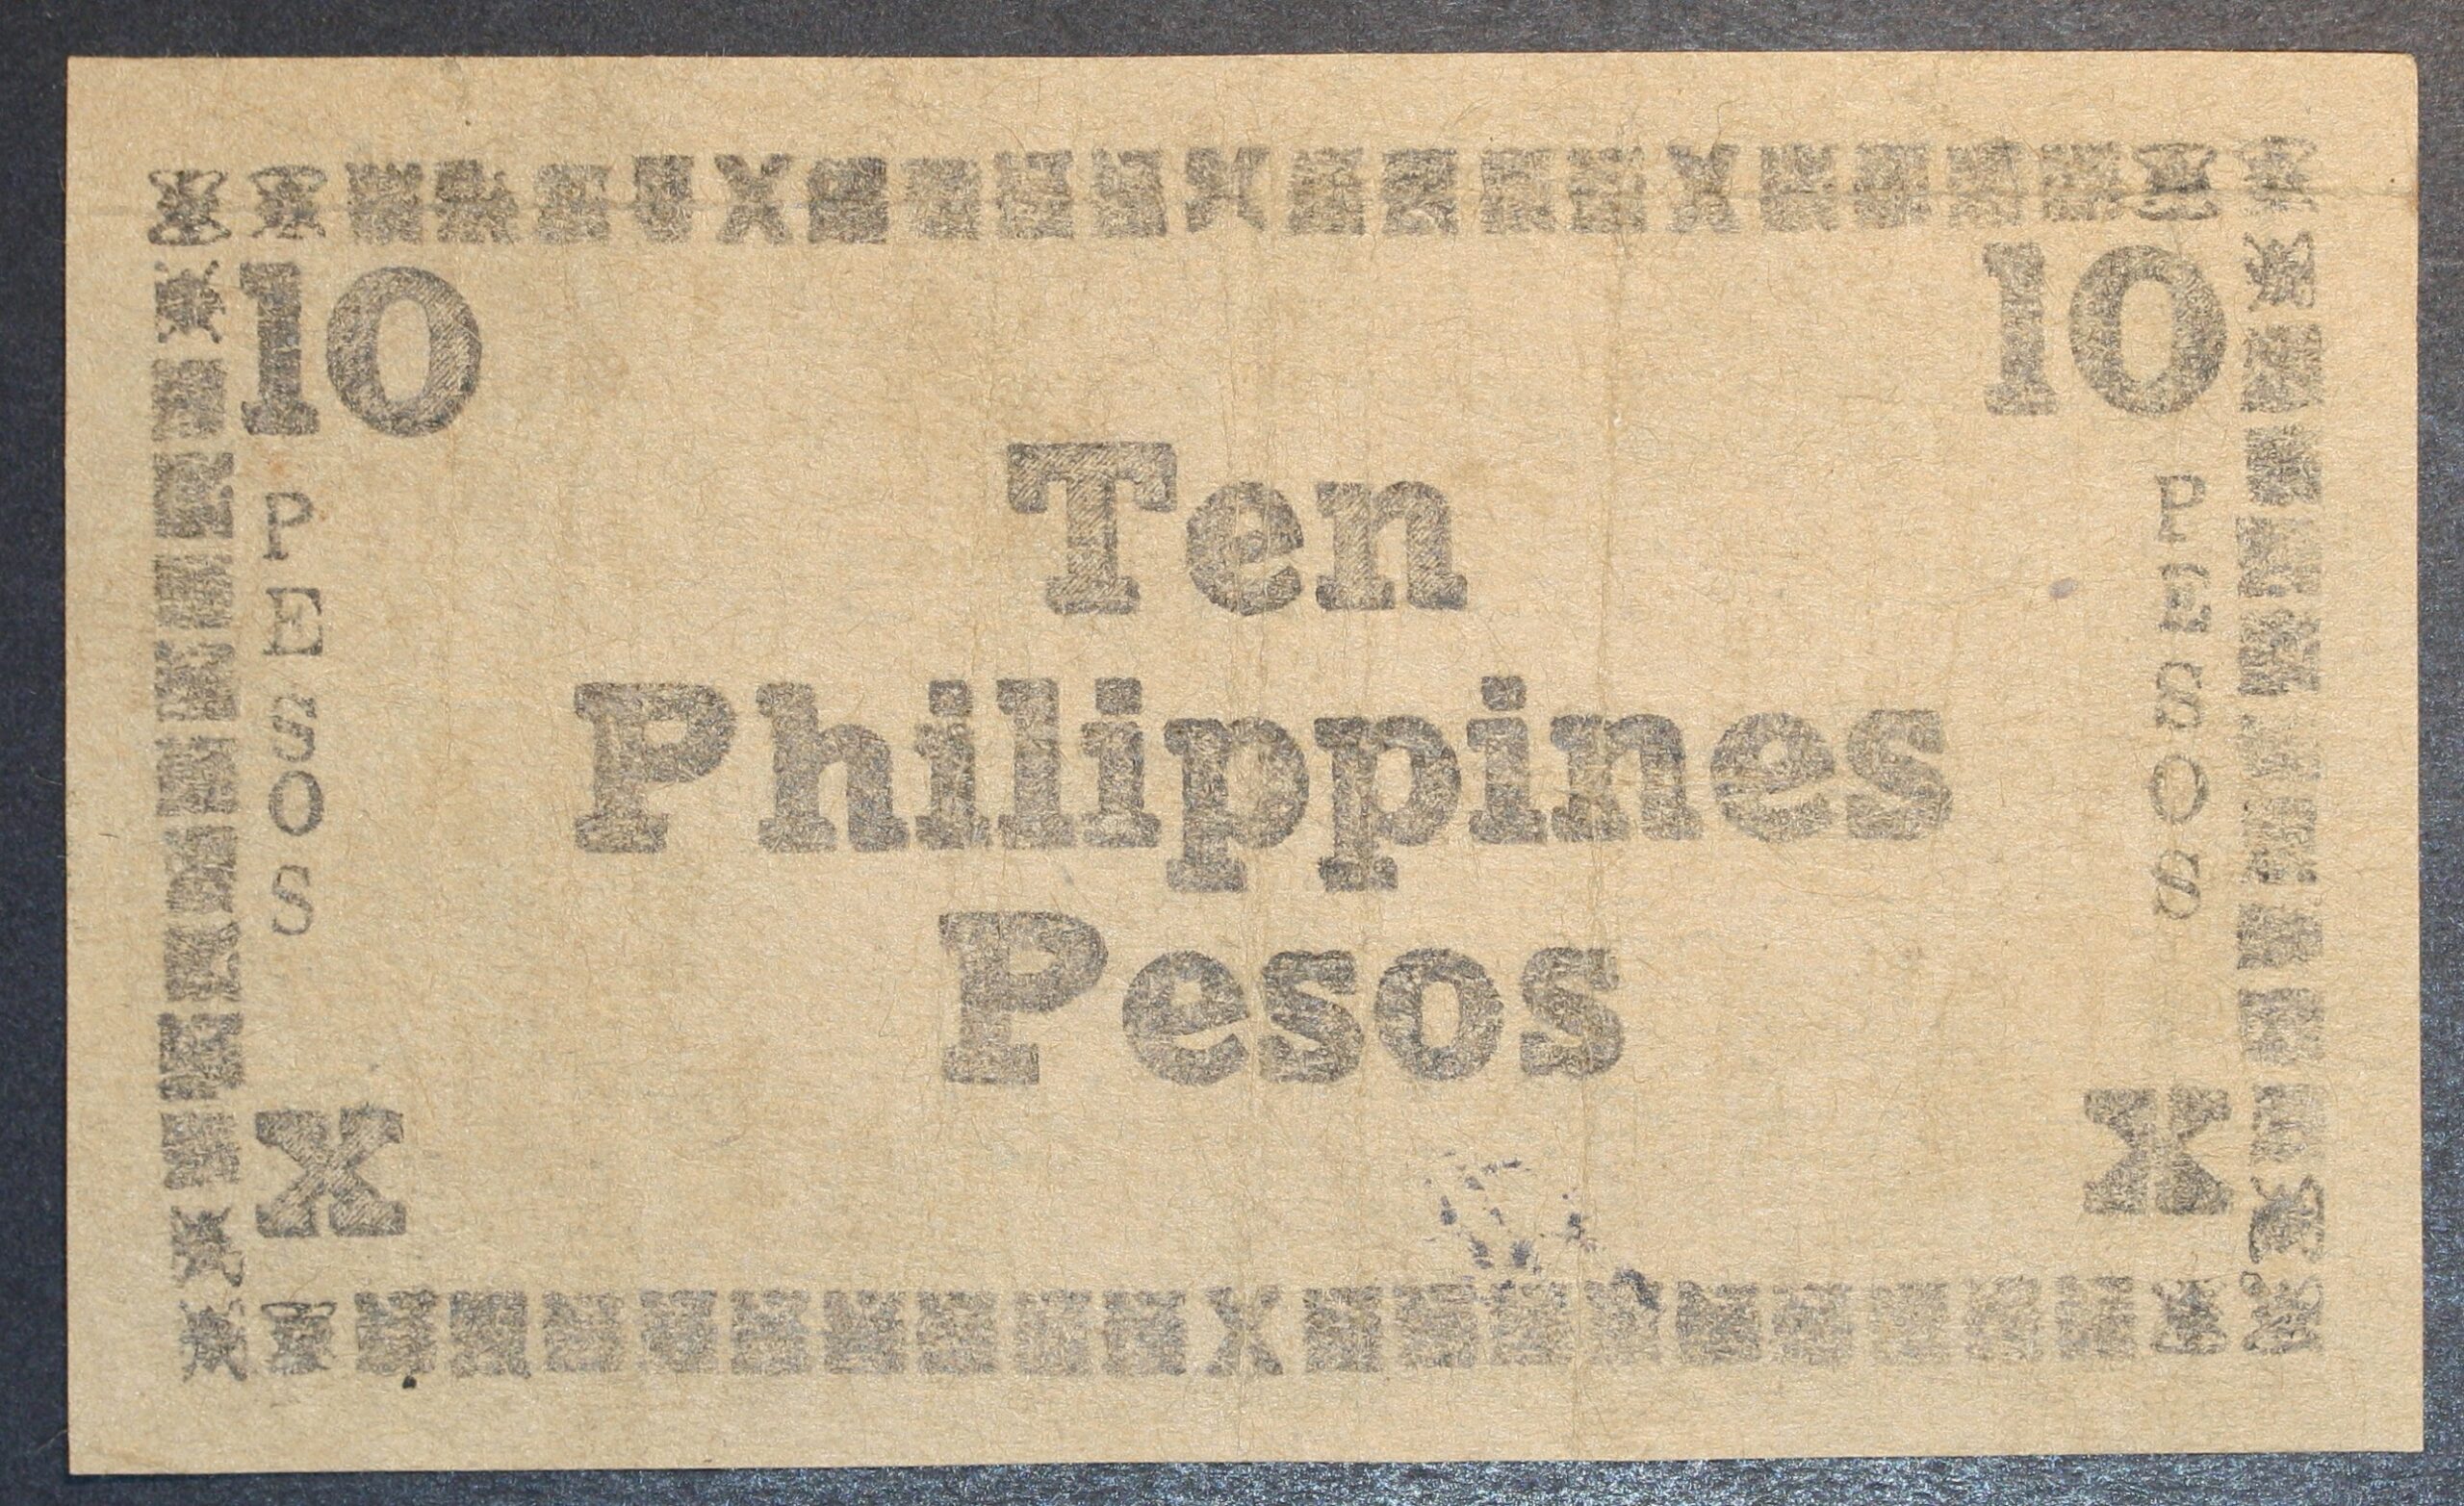 10 10
PESOS
Ten
Philippines
Pesos
PESOS
X X